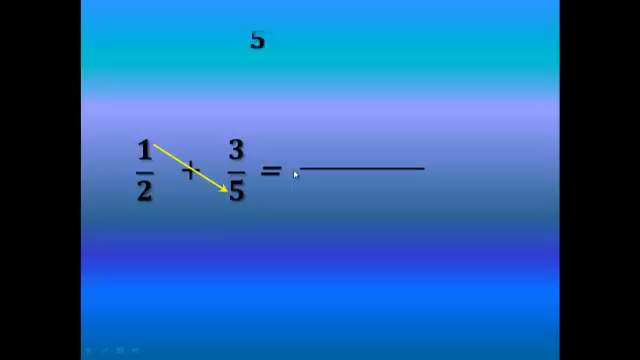 5
1/2 + 3/5 =